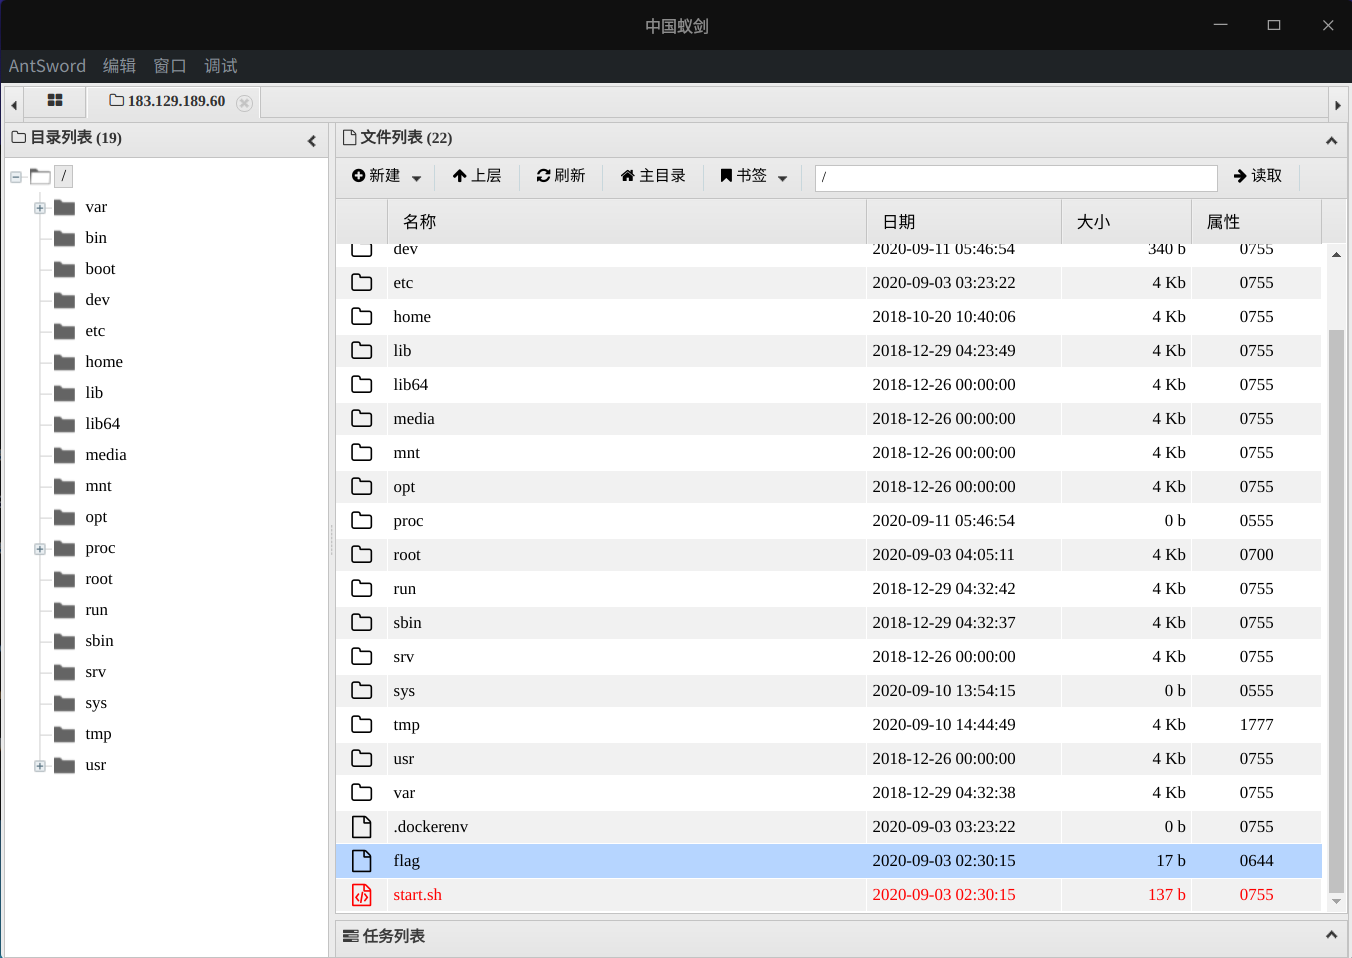 中国蚁剑
AntSword 编辑 窗口 调试
183.129.189.60
目录列表 (19)
/
var
bin
boot
dev
etc
home
lib
lib64
media
mnt
opt
proc
root
run
sbin
srv
sys
tmp
usr
文件列表 (22)
新建 上层 刷新 主目录 书签 / 读取
名称 日期 大小 属性
dev 2020-09-11 05:46:54 340 b 0755
etc 2020-09-03 03:23:22 4 Kb 0755
home 2018-10-20 10:40:06 4 Kb 0755
lib 2018-12-29 04:23:49 4 Kb 0755
lib64 2018-12-26 00:00:00 4 Kb 0755
media 2018-12-26 00:00:00 4 Kb 0755
mnt 2018-12-26 00:00:00 4 Kb 0755
opt 2018-12-26 00:00:00 4 Kb 0755
proc 2020-09-11 05:46:54 0 b 0555
root 2020-09-03 04:05:11 4 Kb 0700
run 2018-12-29 04:32:42 4 Kb 0755
sbin 2018-12-29 04:32:37 4 Kb 0755
srv 2018-12-26 00:00:00 4 Kb 0755
sys 2020-09-10 13:54:15 0 b 0555
tmp 2020-09-10 14:44:49 4 Kb 1777
usr 2018-12-26 00:00:00 4 Kb 0755
var 2018-12-29 04:32:38 4 Kb 0755
.dockerenv 2020-09-03 03:23:22 0 b 0755
flag 2020-09-03 02:30:15 17 b 0644
start.sh 2020-09-03 02:30:15 137 b 0755
任务列表